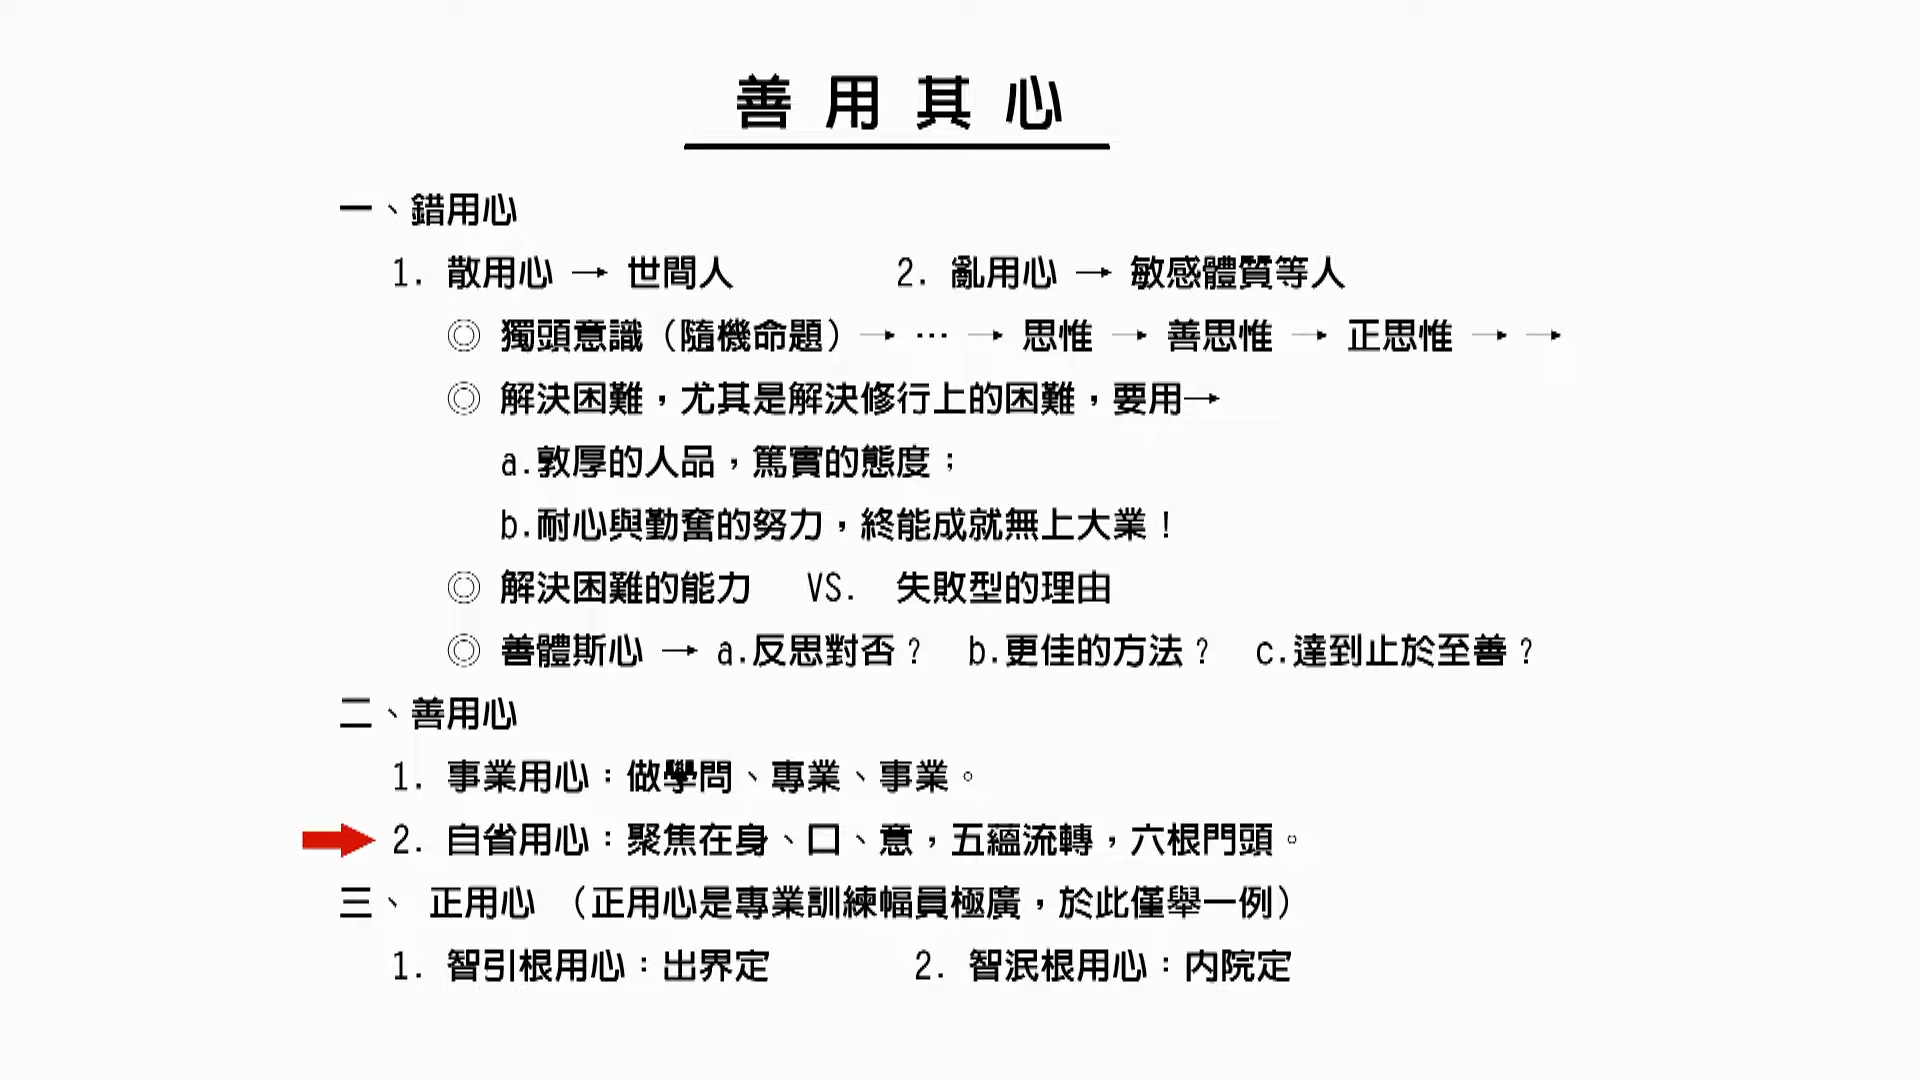 善用其心
一、錯用心
1. 散用心 → 世間人 2. 亂用心 → 敏感體質等人
◎ 獨頭意識（隨機命題）→ … → 思惟 → 善思惟 → 正思惟 → →
◎ 解決困難，尤其是解決修行上的困難，要用→
a.敦厚的人品，篤實的態度；
b.耐心與勤奮的努力，終能成就無上大業！
◎ 解決困難的能力 VS. 失敗型的理由
◎ 善體斯心 → a.反思對否？ b.更佳的方法？ c.達到止於至善？
二、善用心
1. 事業用心：做學問、專業、事業。
2. 自省用心：聚焦在身、口、意，五蘊流轉，六根門頭。
三、 正用心 （正用心是專業訓練幅員極廣，於此僅舉一例）
1. 智引根用心：出界定 2. 智泯根用心：內院定